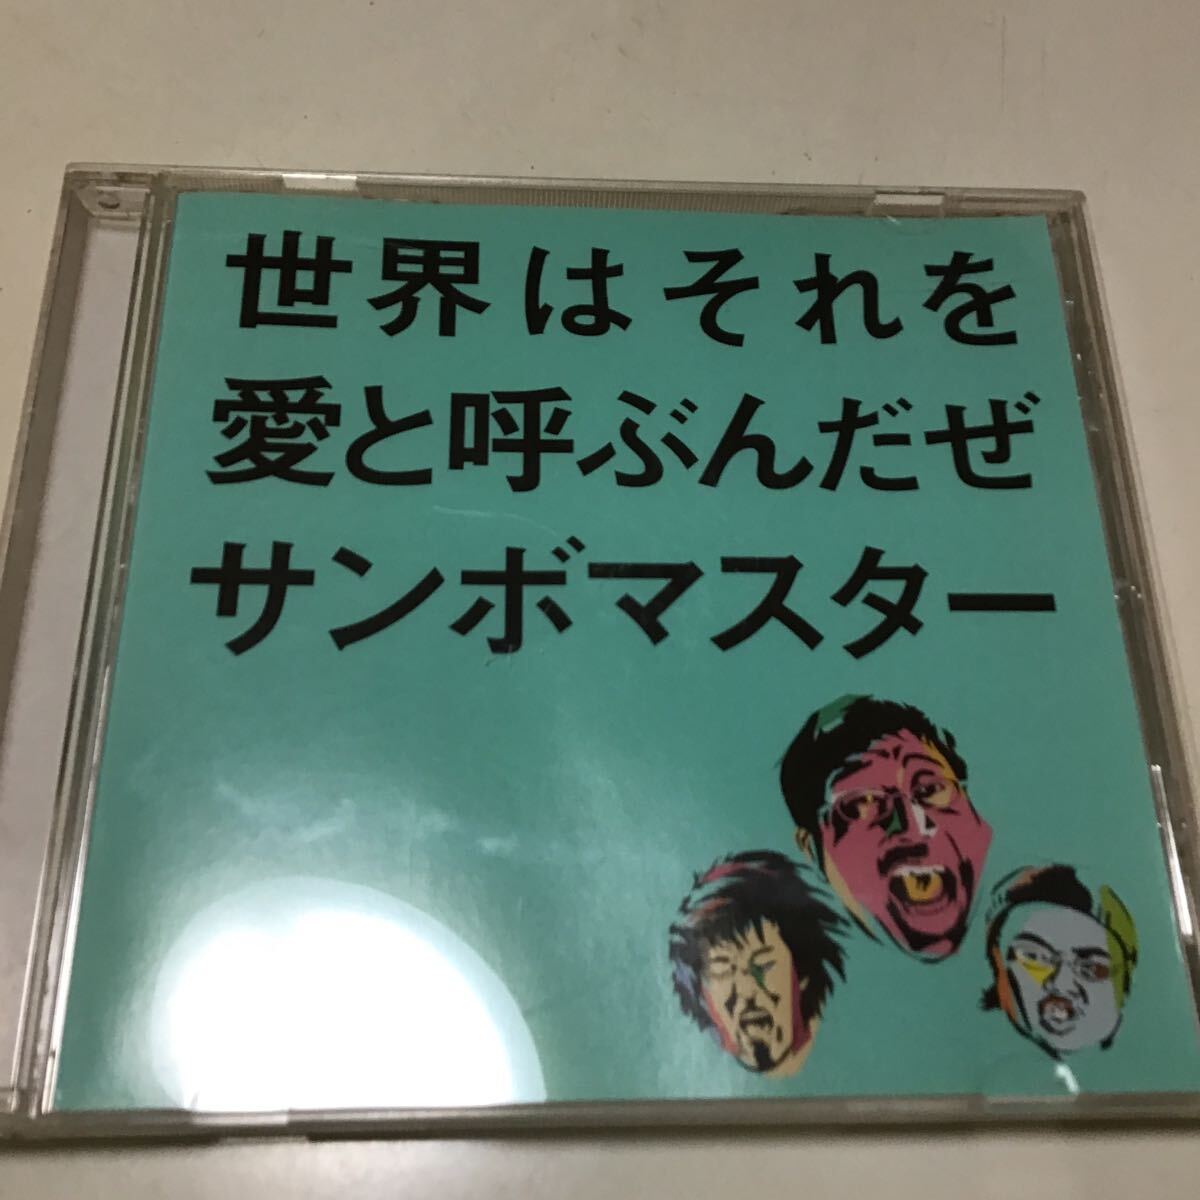 世界はそれを
愛と呼ぶんだぜ
サンボマスター